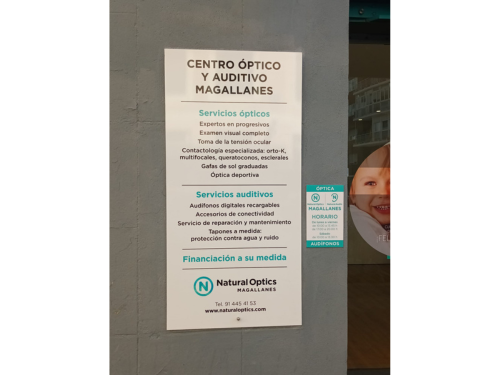 CENTRO ÓPTICO
Y AUDITIVO
MAGALLANES
Servicios ópticos
Expertos en progresivos
Examen visual completo
Toma de la tensión ocular
Contactología especializada: orto-K,
multifocales, queratoconos, esclerales
Gafas de sol graduadas
Óptica deportiva
Servicios auditivos
Audífonos digitales recargables
Accesorios de conectividad
Servicio de reparación y mantenimiento
Tapones a medida:
protección contra agua y ruido
Financiación a su medida
N Natural Optics
MAGALLANES
Tel. 91 445 41 53
www.naturaloptics.com
ÓPTICA
MAGALLANES
HORARIO
AUDÍFONOS